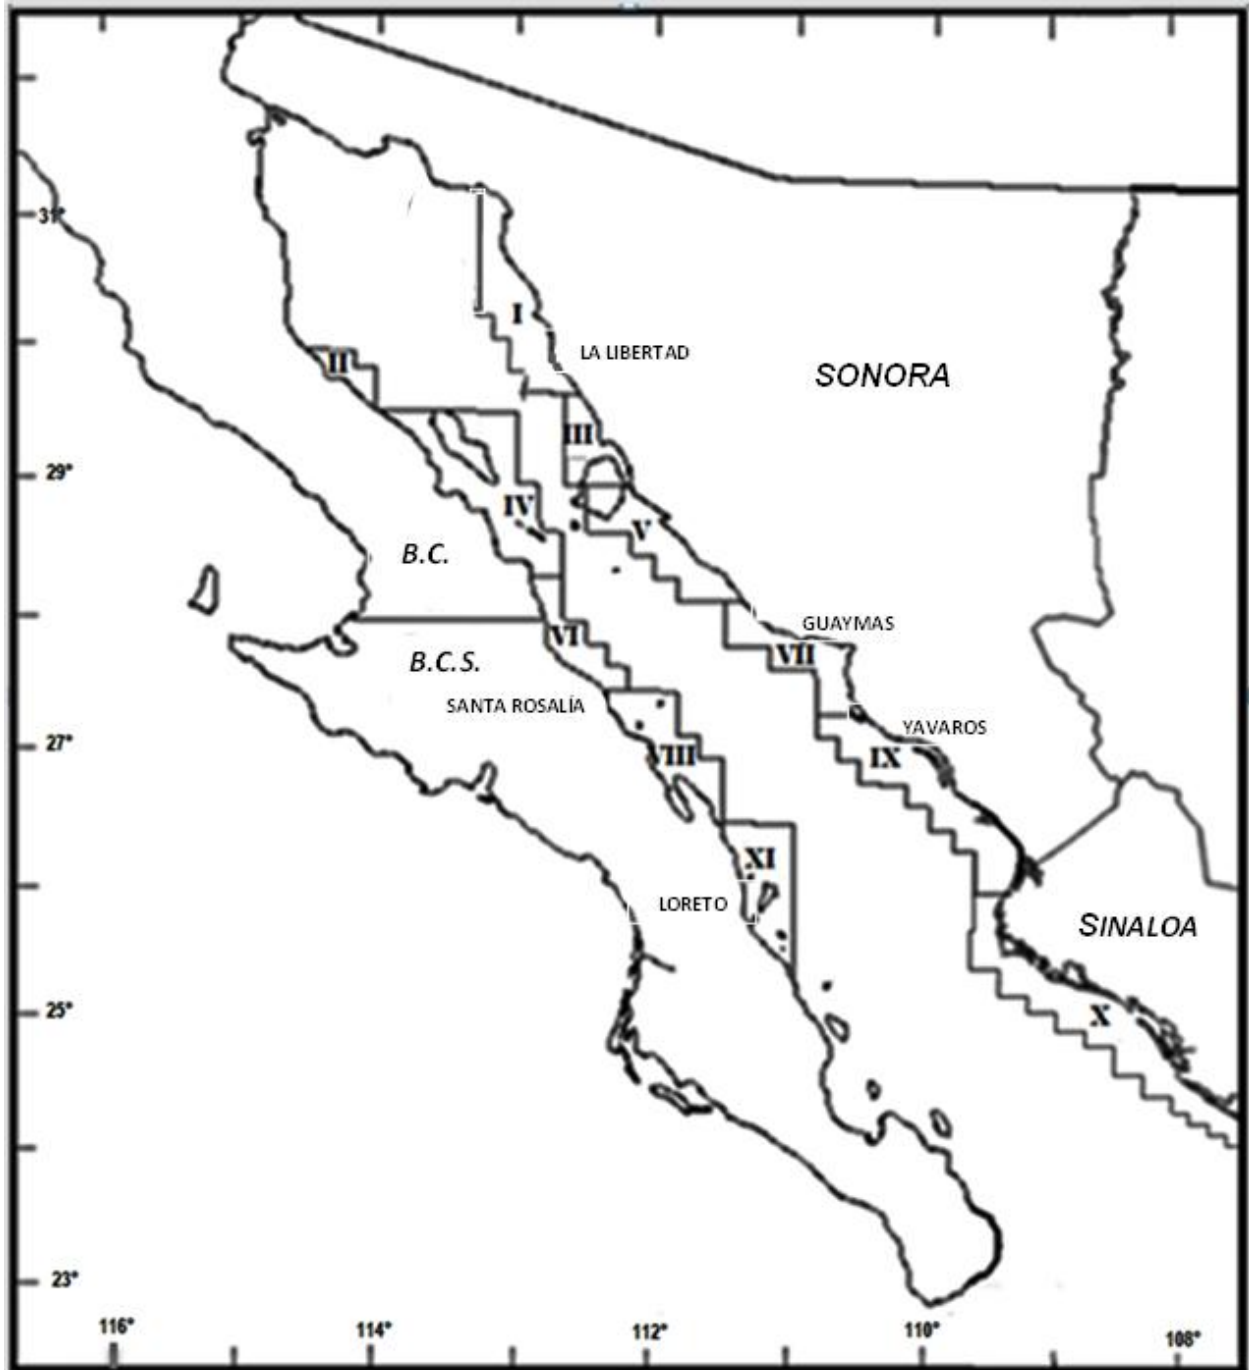 31°
I
LA LIBERTAD
SONORA
II
III
29°
IV
V
B.C.
GUAYMAS
VI
VII
B.C.S.
SANTA ROSALÍA
YAVAROS
27°
VIII
IX
XI
LORETO
SINALOA
25°
X
23°
116°
114°
112°
110°
108°